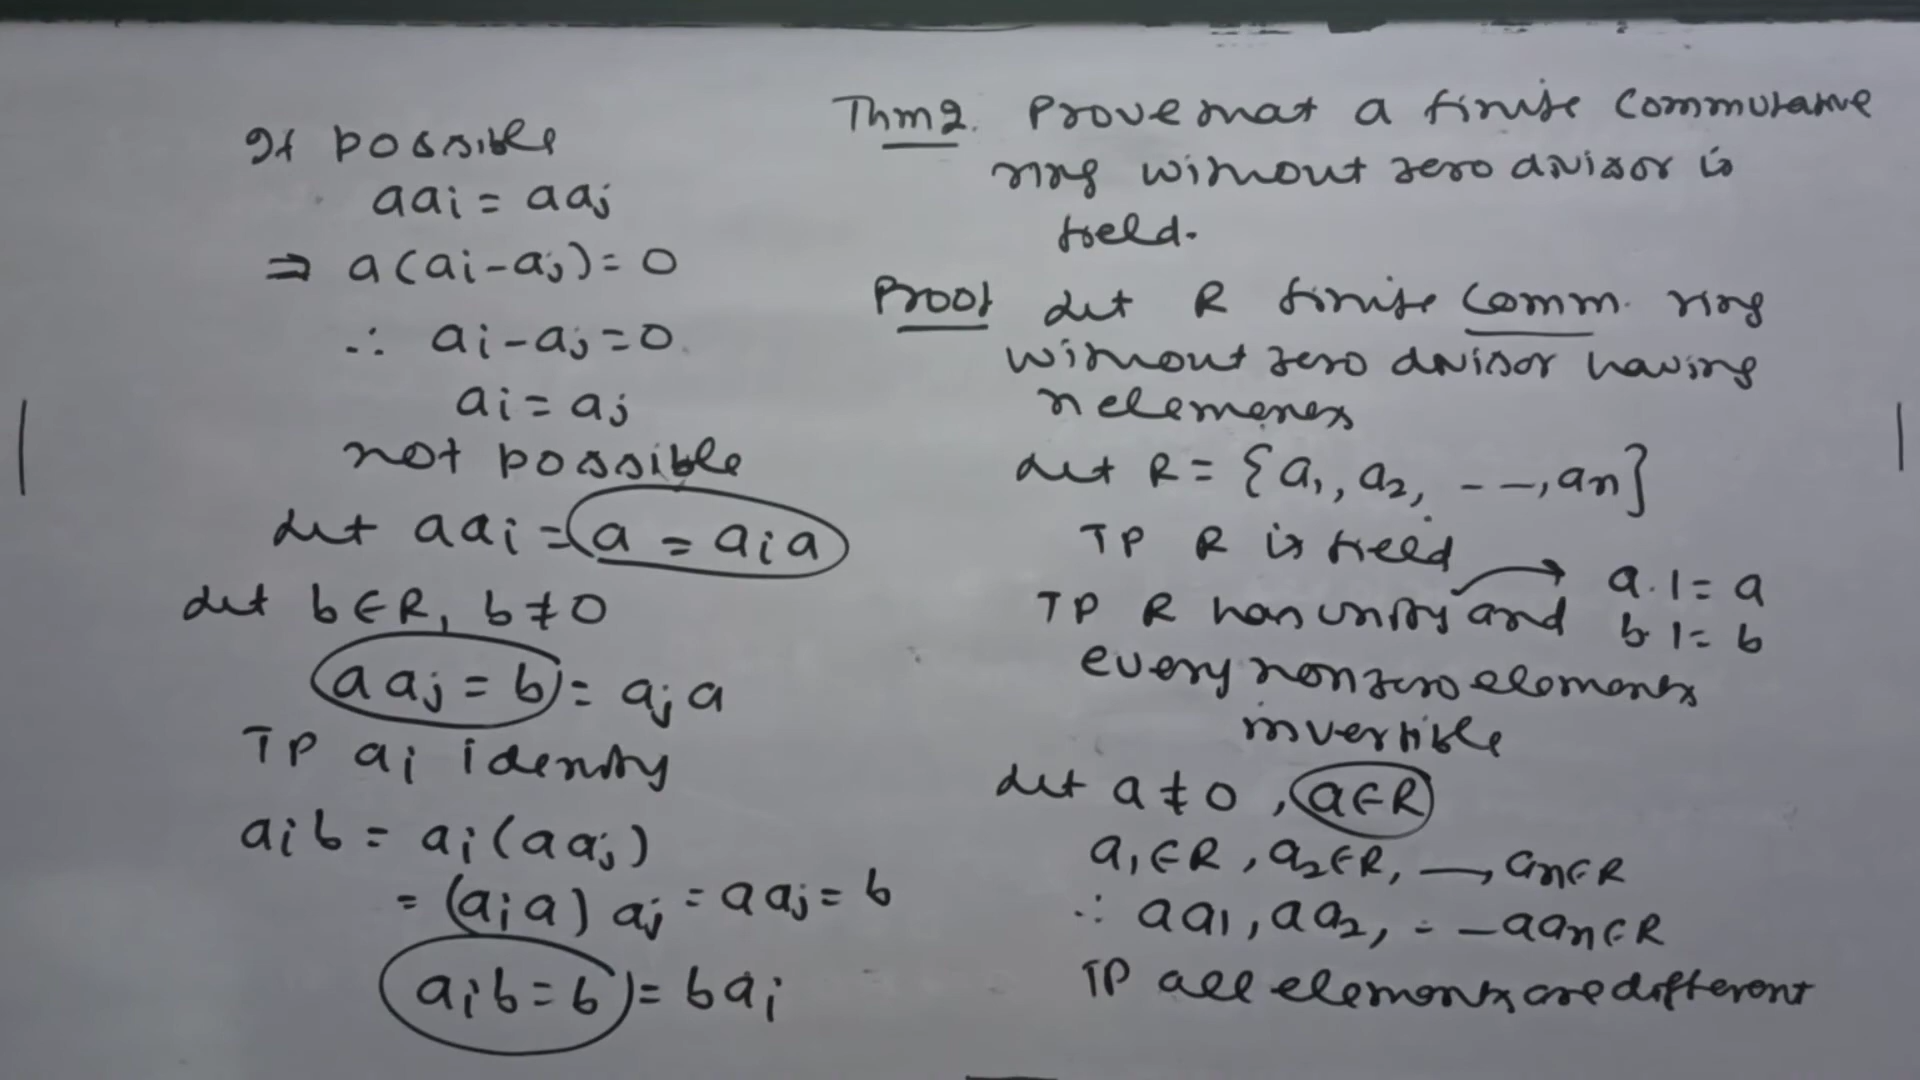 Thm 2. Prove that a finite commutative
ring without zero divisor is
field.
Proof Let R finite Comm. ring
without zero divisor having
n elements
Let R = {a₁, a₂, - - -, an}
TP R is field
TP R has unity and → a.1 = a
b.1 = b
every nonzero elements
invertible
Let a ≠ 0, a∈R
a₁∈R, a₂∈R, —, an∈R
∴ aa₁, aa₂, - - aan∈R
TP all elements are different
If possible
aai = aaj
⇒ a(ai-aj) = 0
∴ ai-aj = 0
ai = aj
not possible
Let aai = a = aia
Let b∈R, b≠0
aaj = b = aja
TP ai identity
aib = ai(aaj)
= (aia) aj = aaj = b
aib = b = bai